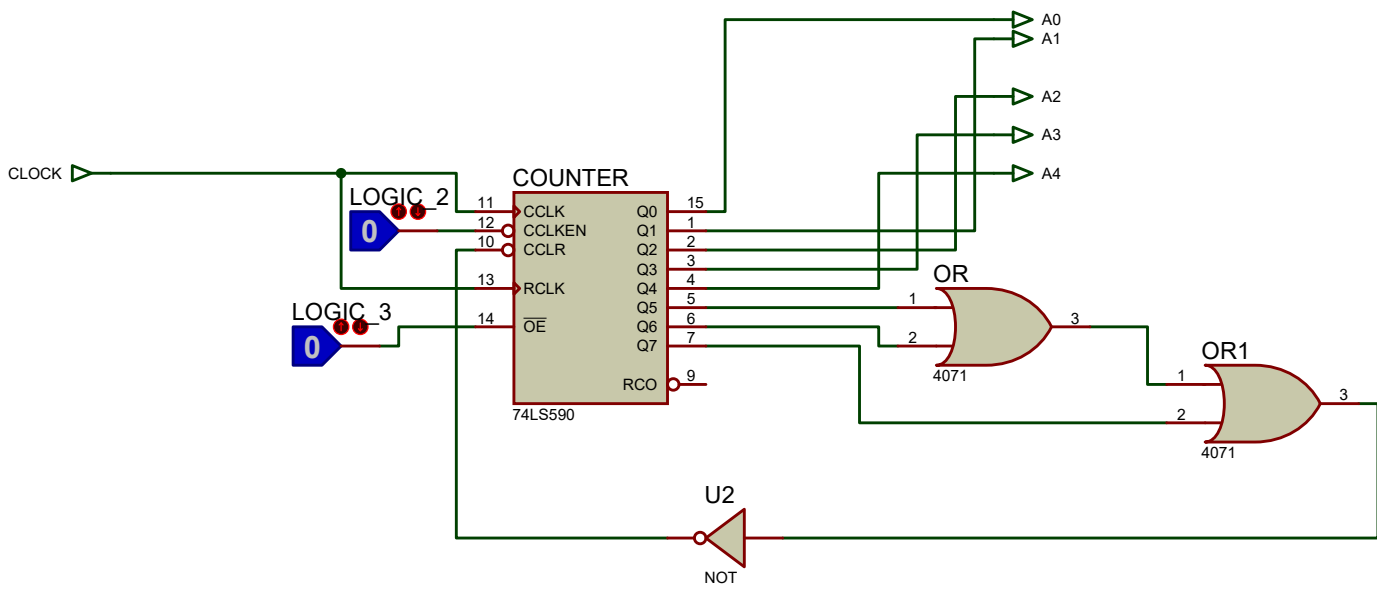 A0
A1
A2
A3
A4
CLOCK
COUNTER
LOGIC_2
0
11
CCLK
12
CCLKEN
10
CCLR
13
RCLK
LOGIC_3
0
14
OE
Q0
15
Q1
1
Q2
2
Q3
3
Q4
4
Q5
5
Q6
6
Q7
7
RCO
9
74LS590
OR
1
2
3
4071
OR1
1
2
3
4071
U2
NOT